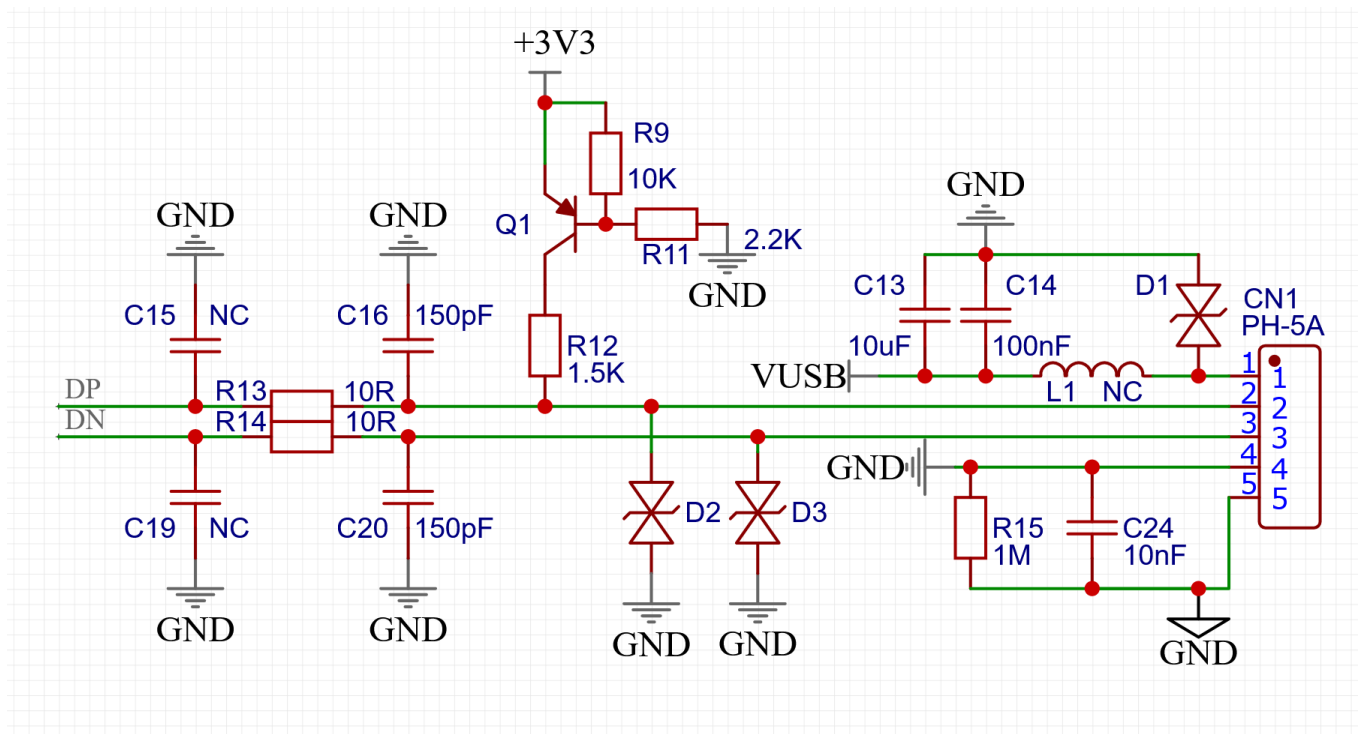 +3V3
R9
10K
Q1
R11
2.2K
GND
GND
GND
GND
C15 NC
C16 150pF
R12
1.5K
C13
10uF
C14
100nF
D1
CN1
PH-5A
VUSB
L1 NC
DP
DN
R13 10R
R14 10R
1 1
2 2
3 3
4 4
5 5
GND
C19 NC
C20 150pF
D2
D3
R15
1M
C24
10nF
GND
GND
GND
GND
GND